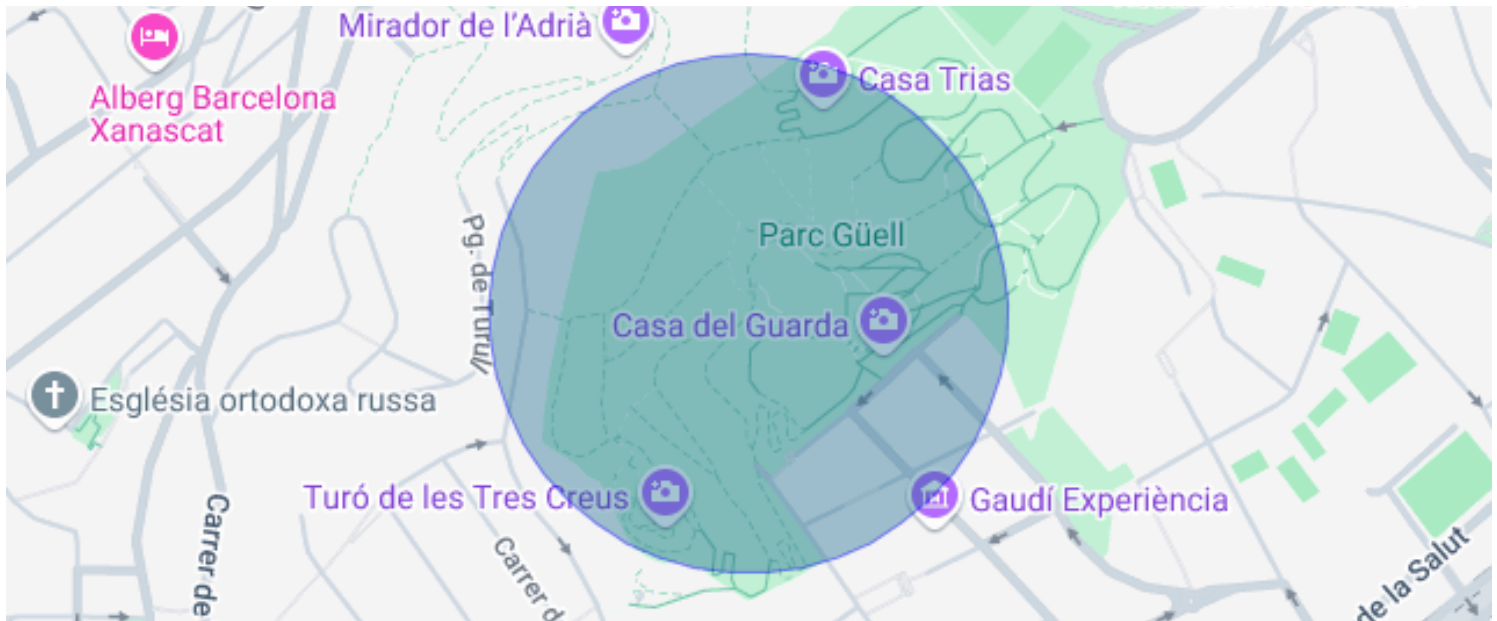 Mirador de l'Adrià
Casa Trias
Alberg Barcelona
Xanascat
Parc Güell
Pg. de Turull
Casa del Guarda
Església ortodoxa russa
Turó de les Tres Creus
Gaudí Experiència
Carrer de
Carrer d
de la Salut